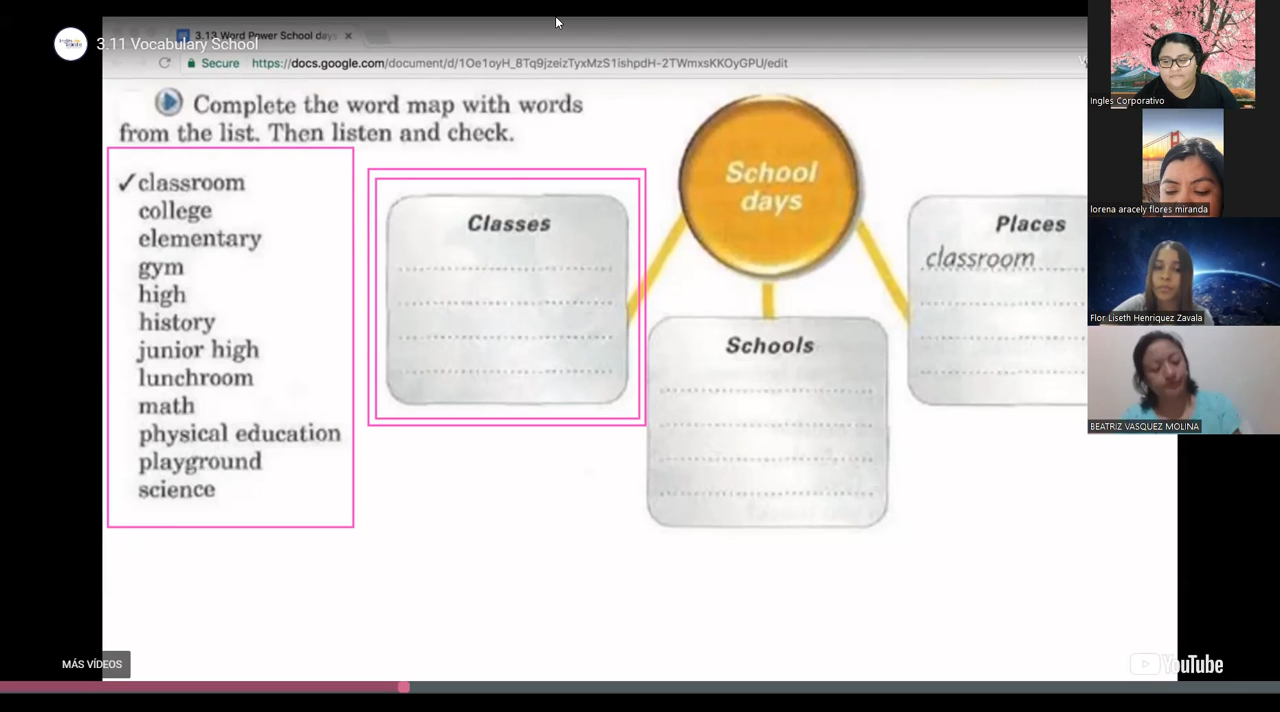 3.13 Word Power School days
3.11 Vocabulary School
Secure https://docs.google.com/document/d/1Oe1oyH_8Tq9jzeizTyxMzS1ishpdH-2TWmxsKKOyGPU/edit
Complete the word map with words
from the list. Then listen and check.
✓classroom
college
elementary
gym
high
history
junior high
lunchroom
math
physical education
playground
science
Classes
School
days
Schools
Places
classroom
Ingles Corporativo
lorena aracely flores miranda
Flor Liseth Henriquez Zavala
BEATRIZ VASQUEZ MOLINA
MÁS VÍDEOS
YouTube